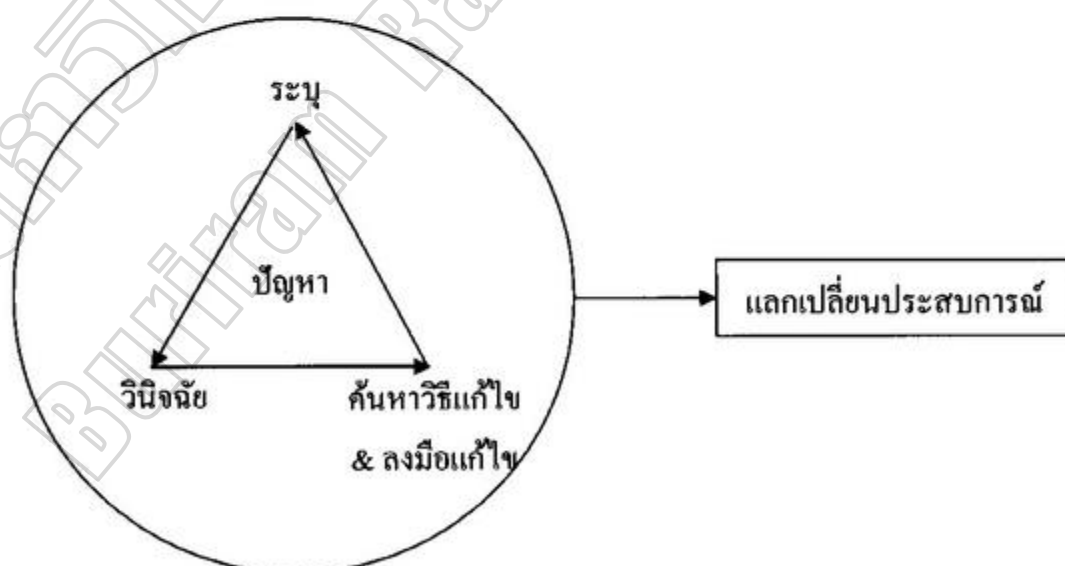 ระบุ
ปัญหา
แลกเปลี่ยนประสบการณ์
วินิจฉัย
ค้นหาวิธีแก้ไข
& ลงมือแก้ไข
Buriram